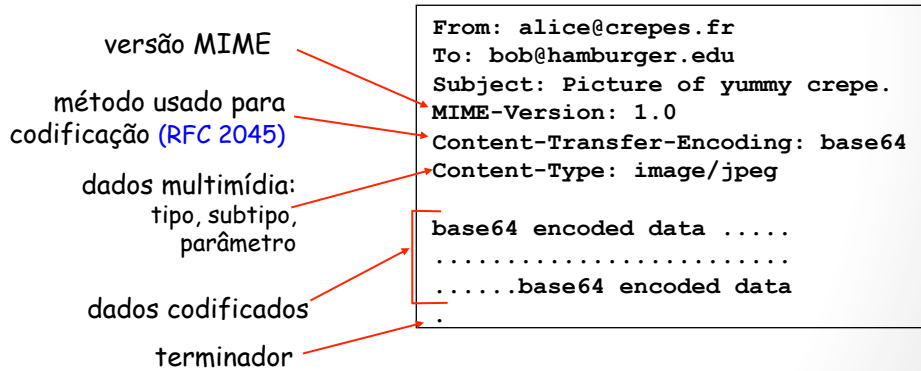 versão MIME
método usado para
codificação (RFC 2045)
dados multimídia:
tipo, subtipo,
parâmetro
dados codificados
terminador
From: alice@crepes.fr
To: bob@hamburger.edu
Subject: Picture of yummy crepe.
MIME-Version: 1.0
Content-Transfer-Encoding: base64
Content-Type: image/jpeg
base64 encoded data .....
.........................
......base64 encoded data
.